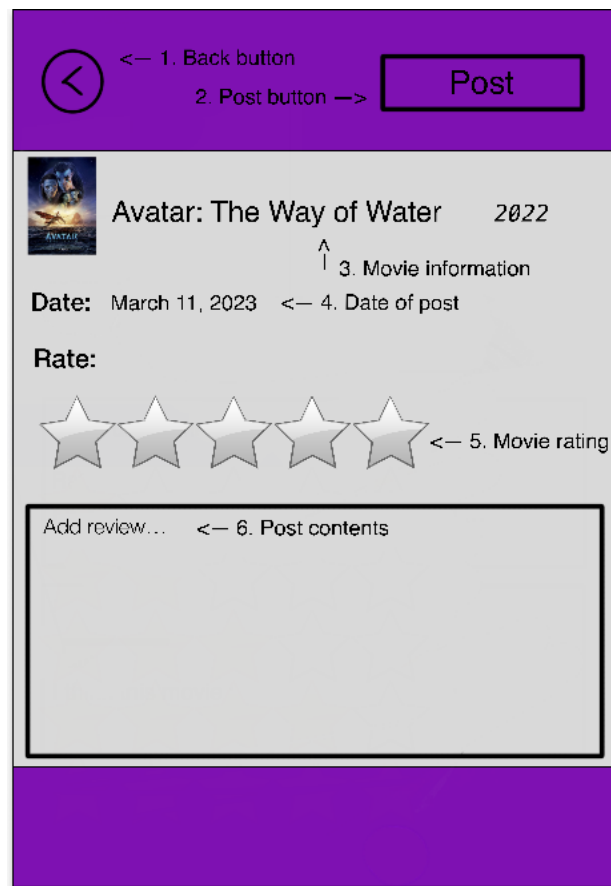 <— 1. Back button
2. Post button —>
Post
AVATAR
Avatar: The Way of Water 2022
3. Movie information
Date: March 11, 2023 <— 4. Date of post
Rate:
<— 5. Movie rating
Add review... <— 6. Post contents